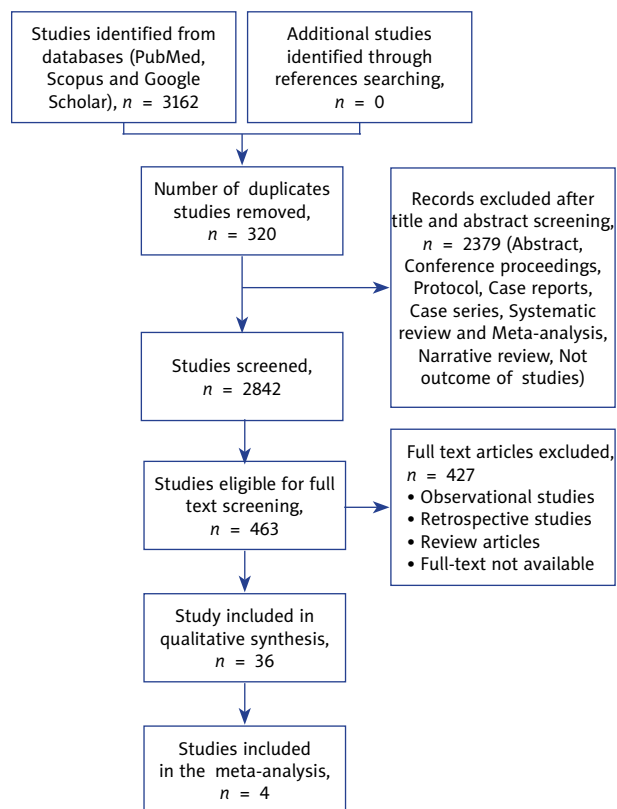 Studies identified from
databases (PubMed,
Scopus and Google
Scholar), n = 3162
Additional studies
identified through
references searching,
n = 0
Number of duplicates
studies removed,
n = 320
Records excluded after
title and abstract screening,
n = 2379 (Abstract,
Conference proceedings,
Protocol, Case reports,
Case series, Systematic
review and Meta-analysis,
Narrative review, Not
outcome of studies)
Studies screened,
n = 2842
Full text articles excluded,
n = 427
• Observational studies
• Retrospective studies
• Review articles
• Full-text not available
Studies eligible for full
text screening,
n = 463
Study included in
qualitative synthesis,
n = 36
Studies included
in the meta-analysis,
n = 4